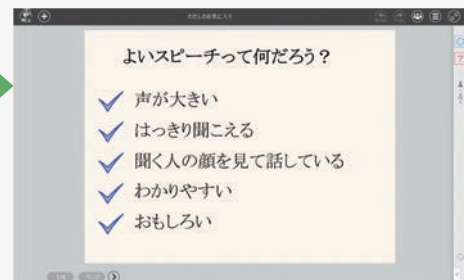 よいスピーチって何だろう？
声が大きい
はっきり聞こえる
聞く人の顔を見て話している
わかりやすい
おもしろい